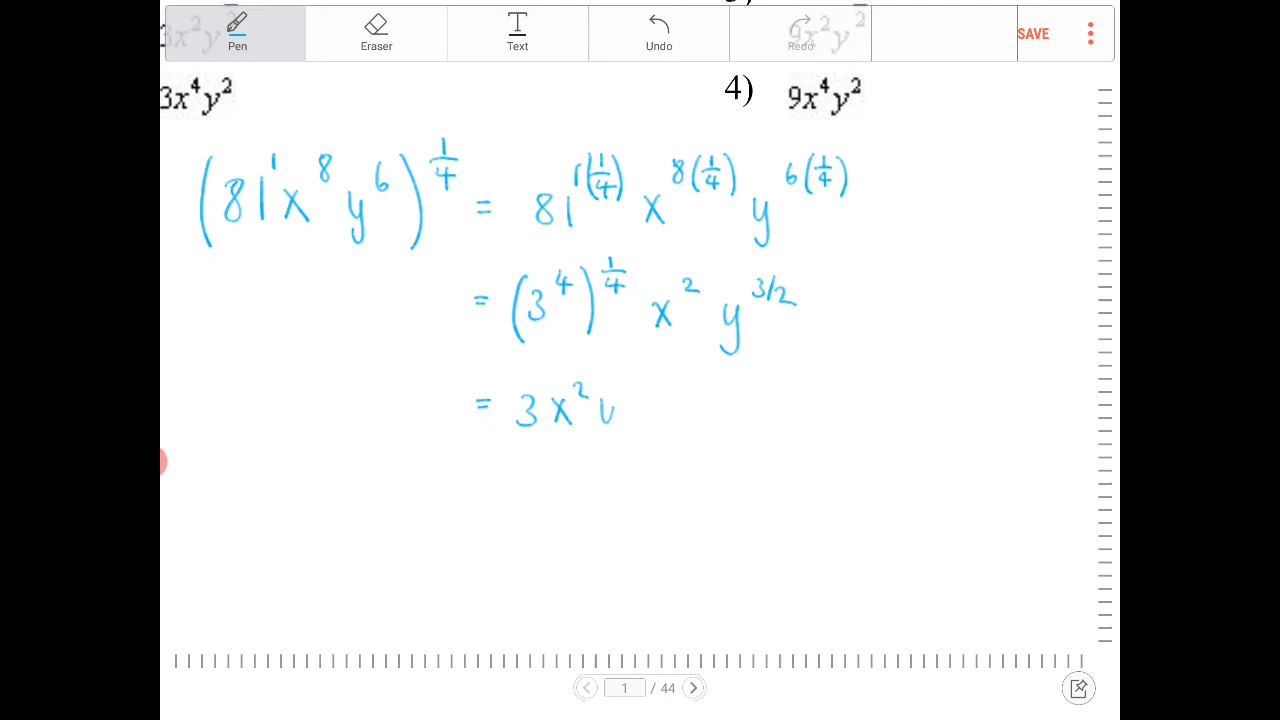 Pen Eraser Text Undo Redo SAVE
3x⁴y² 4) 9x⁴y²
(81¹x⁸y⁶)^(1/4) = 81^(1(1/4)) x^(8(1/4)) y^(6(1/4))
= (3⁴)^(1/4) x² y^(3/2)
= 3x²
1 / 44